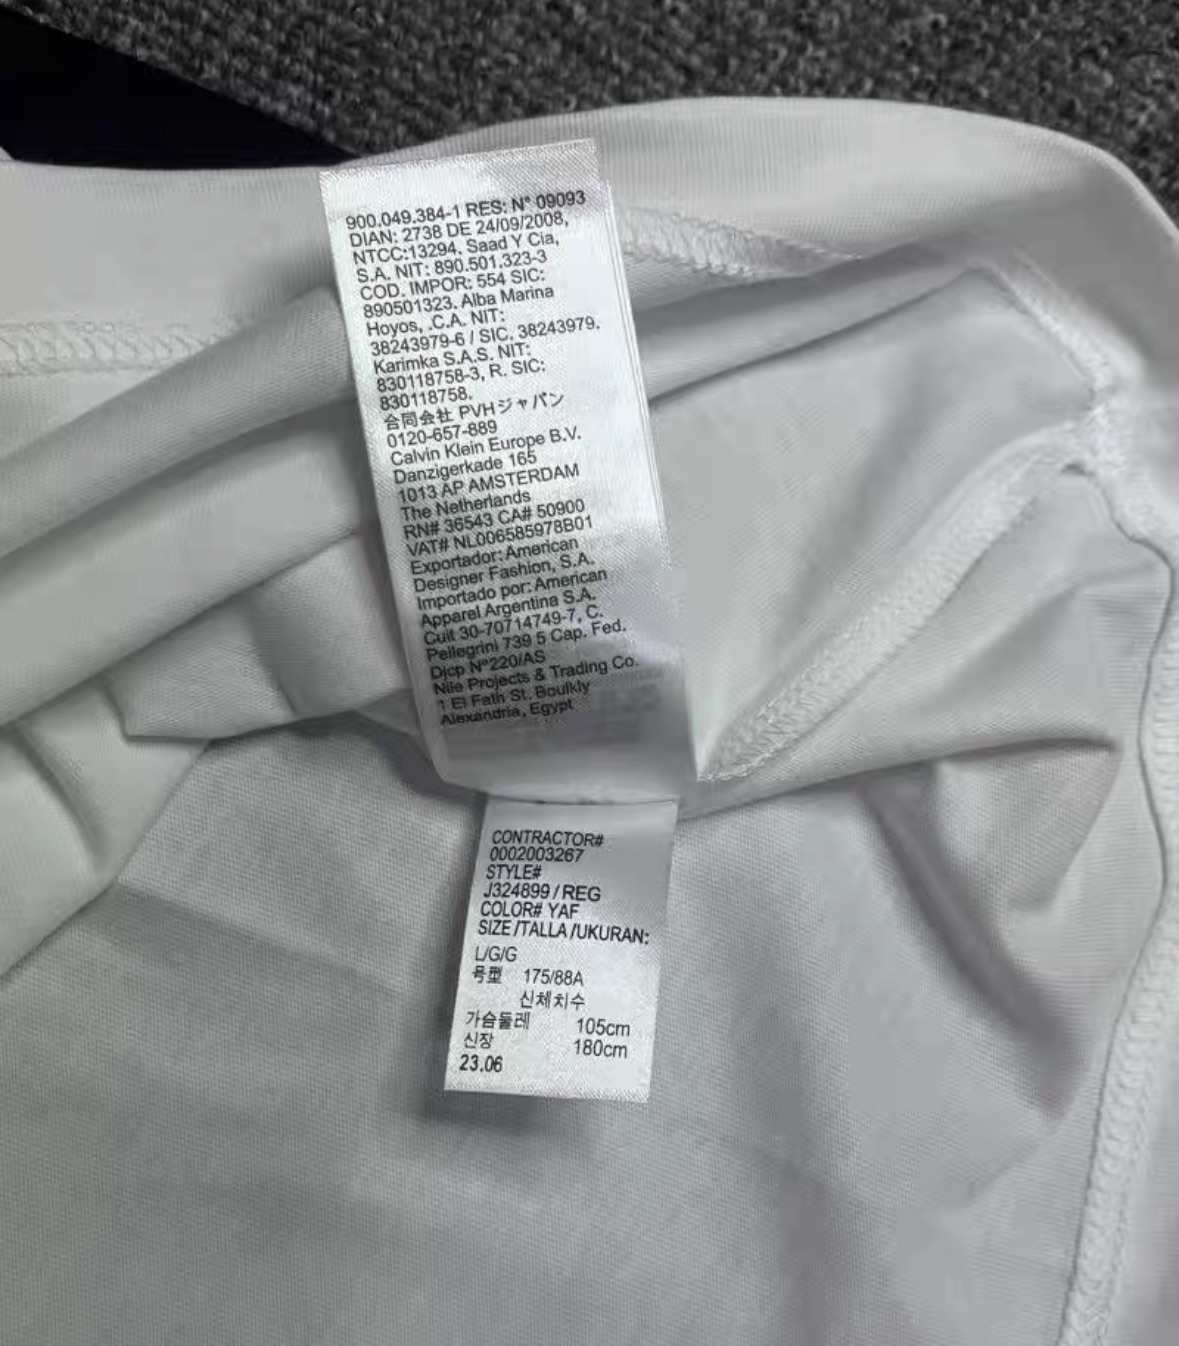 900.049.384-1 RES: N° 09093
DIAN: 2738 DE 24/09/2008,
NTCC:13294. Saad Y Cia,
S.A. NIT: 890.501.323-3
COD. IMPOR: 554 SIC:
890501323. Alba Marina
Hoyos, .C.A. NIT:
38243979-6 / SIC. 38243979.
Karimka S.A.S. NIT:
830118758-3, R. SIC:
830118758.
合同会社 PVHジャパン
0120-657-889
Calvin Klein Europe B.V.
Danzigerkade 165
1013 AP AMSTERDAM
The Netherlands
RN# 36543 CA# 50900
VAT# NL006585978B01
Exportador: American
Designer Fashion, S.A.
Importado por: American
Apparel Argentina S.A.
Cuit 30-70714749-7, C.
Pellegrini 739 5 Cap. Fed.
Djcp Nº220/AS
Nile Projects & Trading Co.
1 El Fath St. Boulkly
Alexandria, Egypt
CONTRACTOR#
0002003267
STYLE#
J324899 / REG
COLOR# YAF
SIZE /TALLA /UKURAN:
L/G/G
号型 175/88A
신체치수
가슴둘레 105cm
신장 180cm
23.06